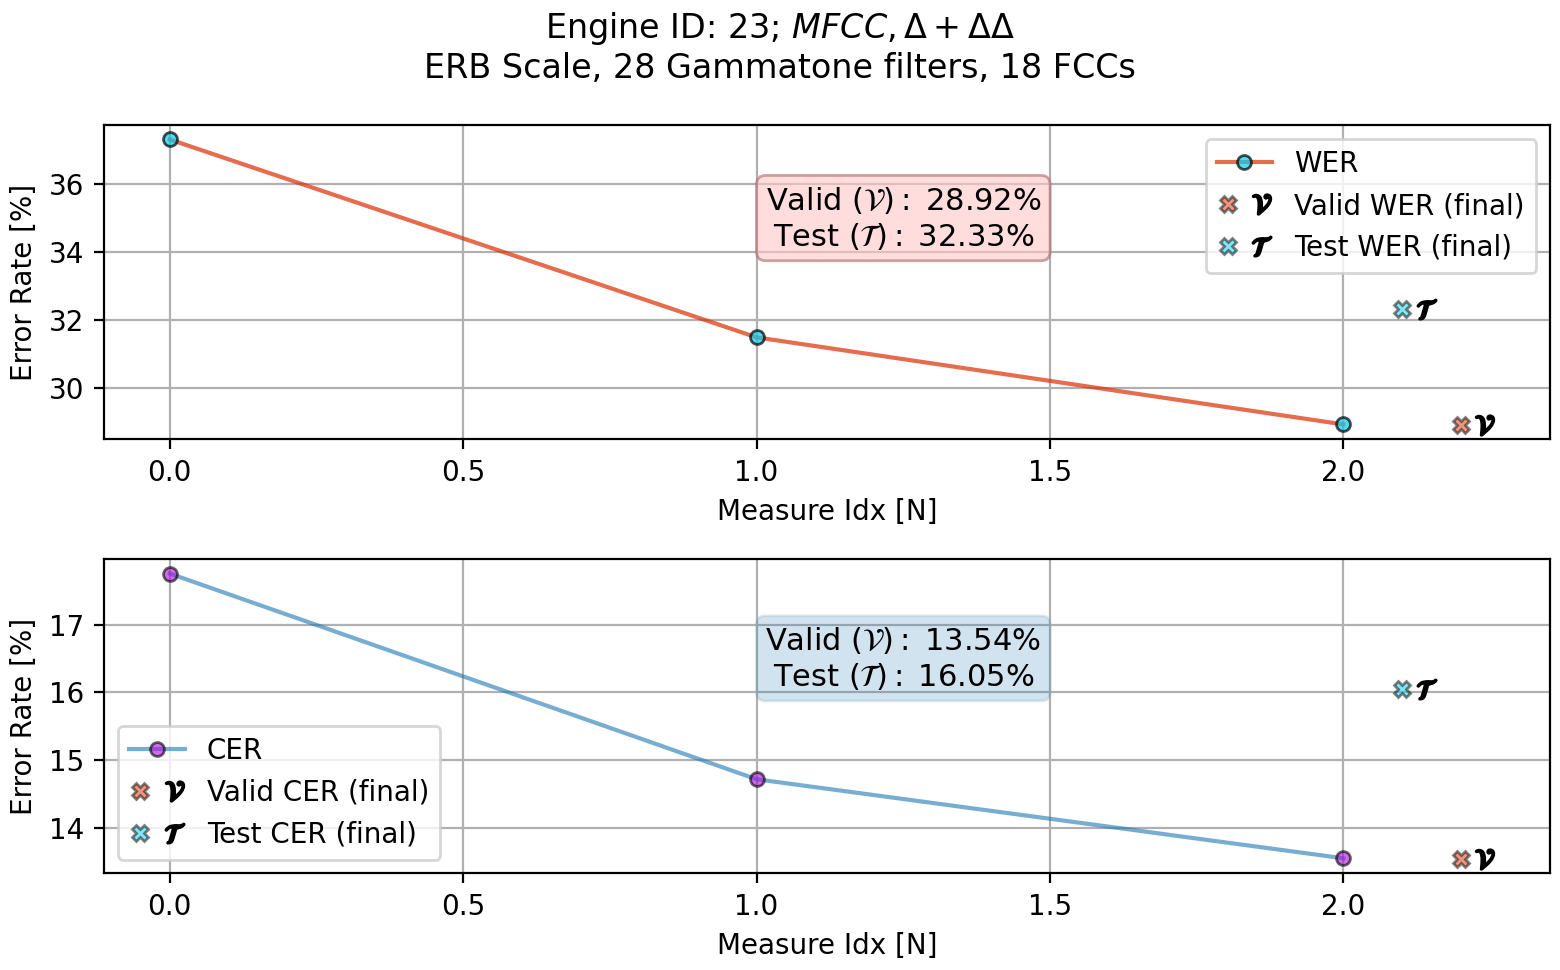 Engine ID: 23; MFCC, Δ + ΔΔ
ERB Scale, 28 Gammatone filters, 18 FCCs
Error Rate [%]
36
34
32
30
Valid (𝒱) : 28.92%
Test (𝒯) : 32.33%
WER
𝓥 Valid WER (final)
𝓣 Test WER (final)
𝓣
𝓥
0.0 0.5 1.0 1.5 2.0
Measure Idx [N]
Error Rate [%]
17
16
15
14
Valid (𝒱) : 13.54%
Test (𝒯) : 16.05%
𝓣
CER
𝓥 Valid CER (final)
𝓣 Test CER (final)
𝓥
0.0 0.5 1.0 1.5 2.0
Measure Idx [N]